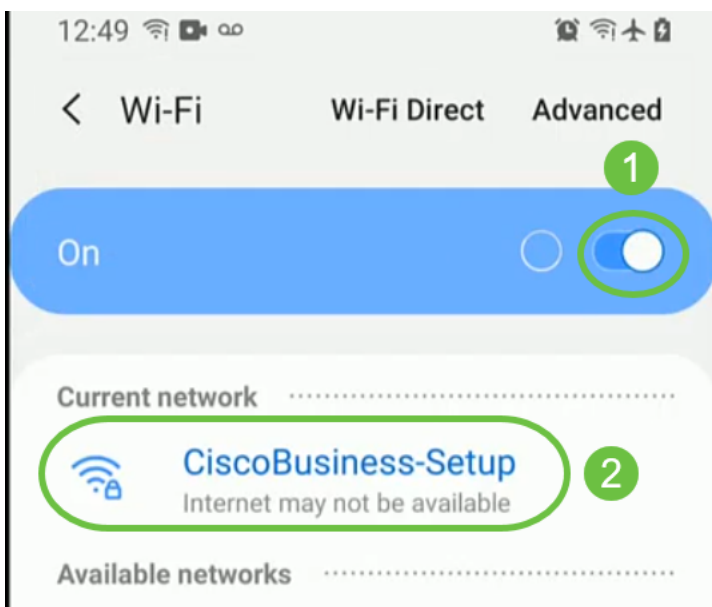 12:49
Wi-Fi Wi-Fi Direct Advanced
1
On
Current network
CiscoBusiness-Setup
2
Internet may not be available
Available networks